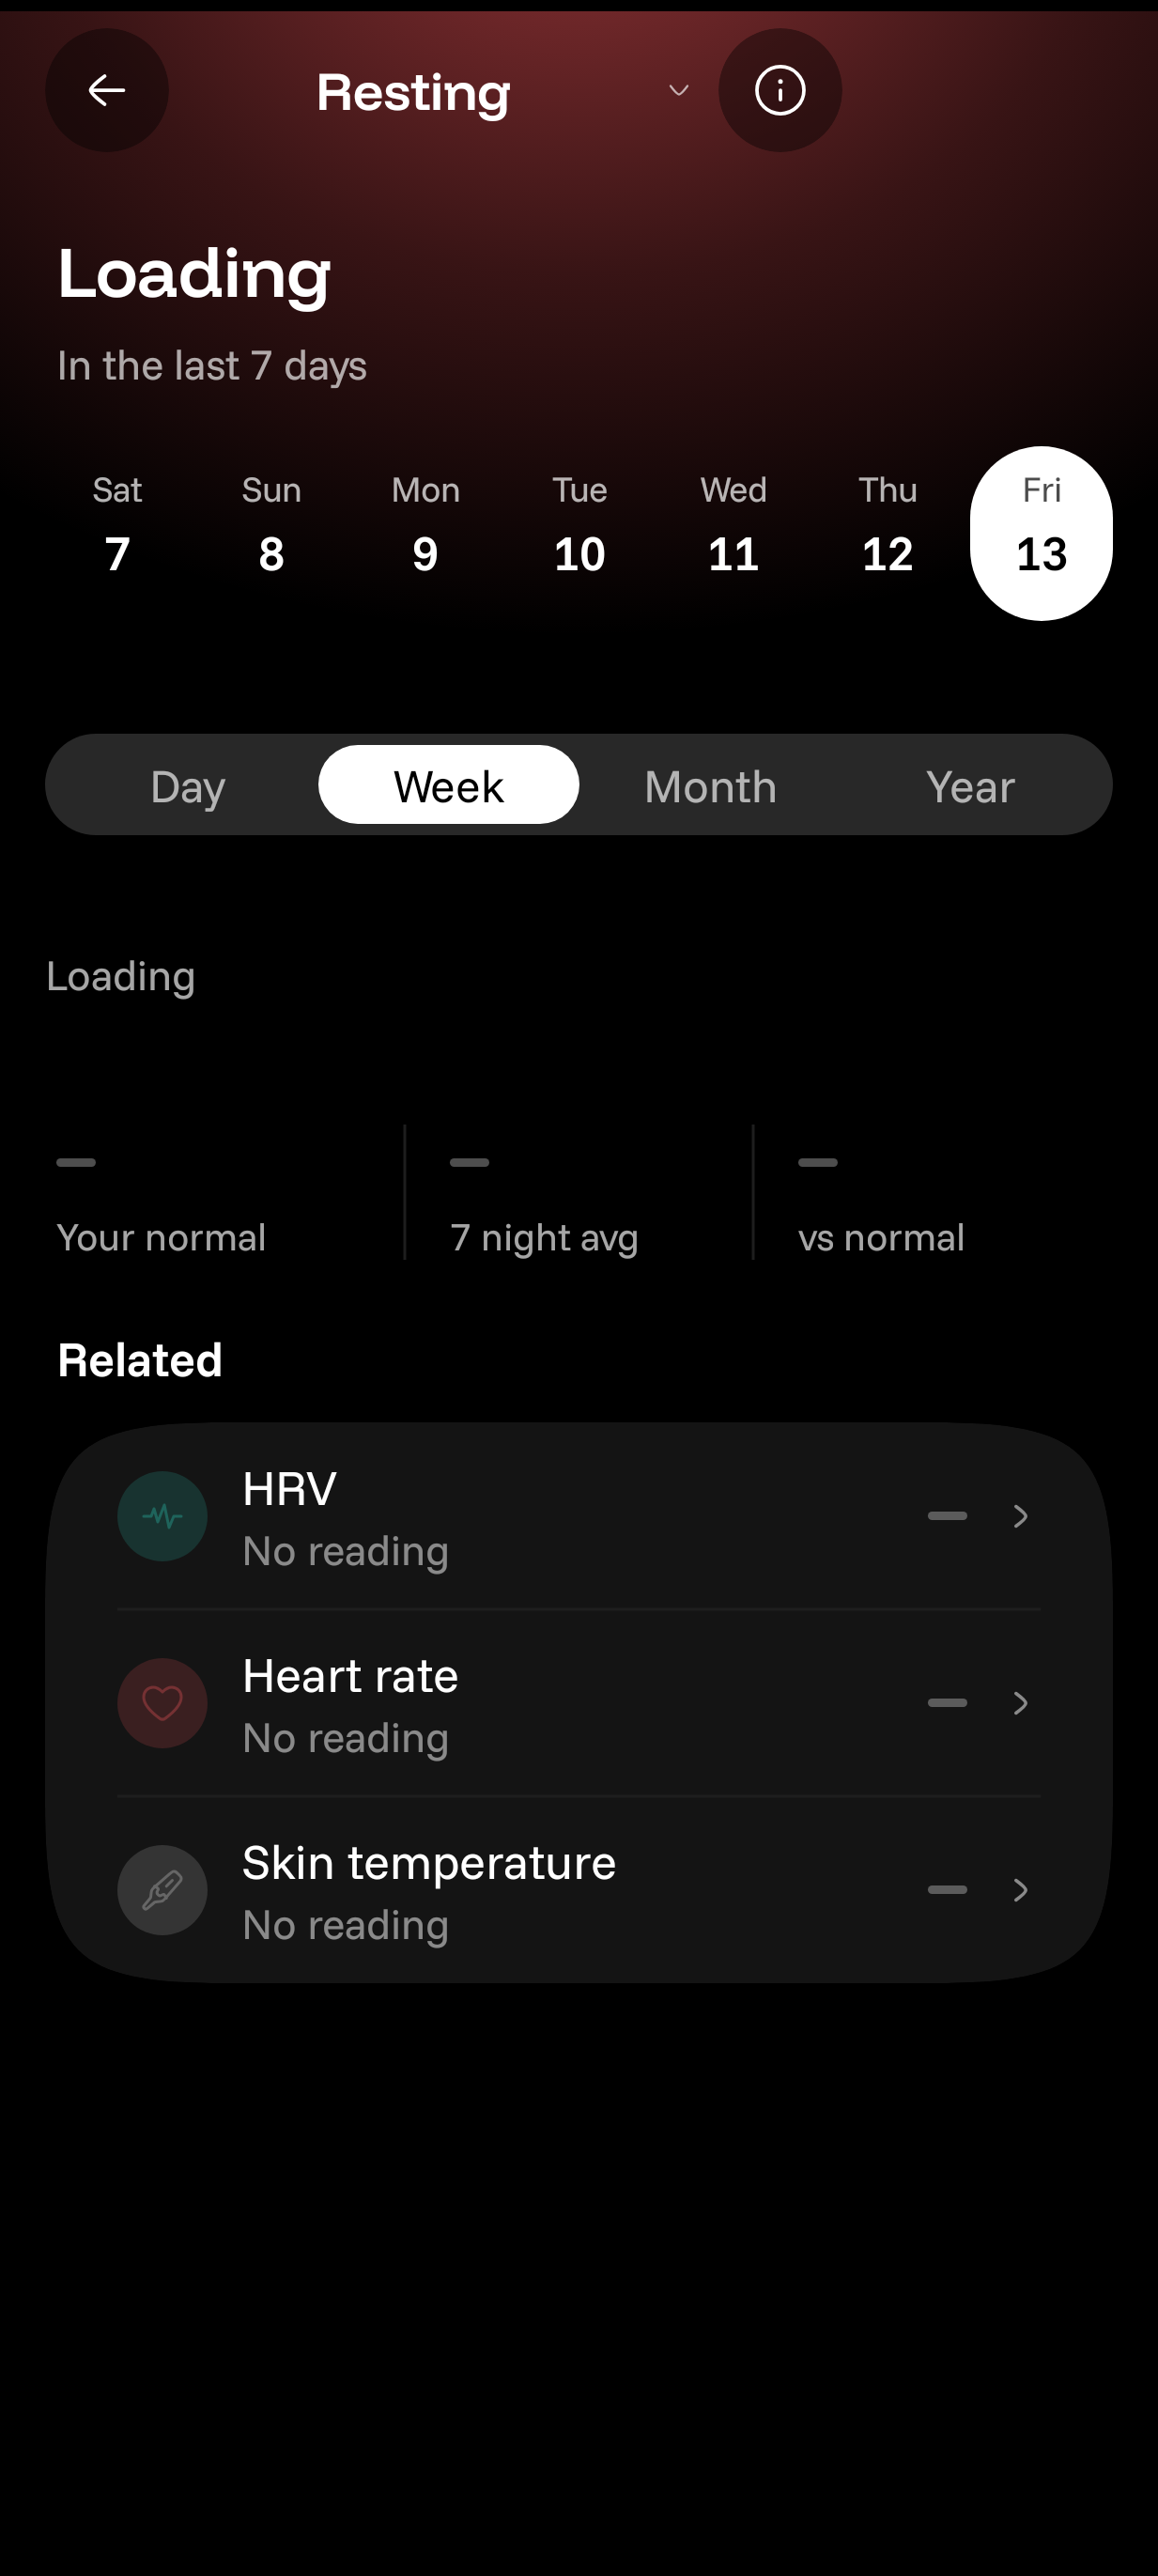 Resting
Loading
In the last 7 days
Sat Sun Mon Tue Wed Thu Fri
7 8 9 10 11 12 13
Day Week Month Year
Loading
Your normal 7 night avg vs normal
Related
HRV
No reading
Heart rate
No reading
Skin temperature
No reading